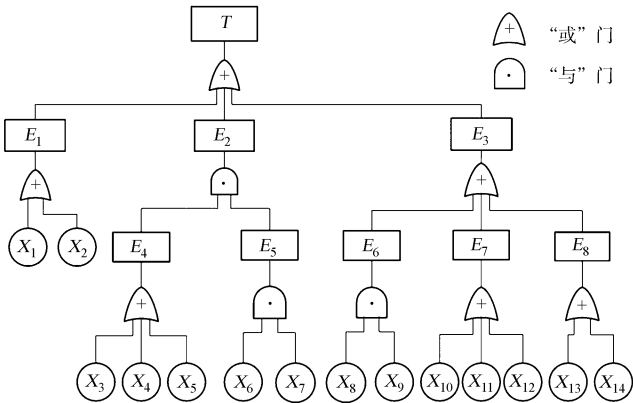 T
“或”门
+
“与”门
·
+
E₁
E₂
E₃
+
·
+
X₁
X₂
E₄
E₅
E₆
E₇
E₈
+
·
·
+
+
X₃
X₄
X₅
X₆
X₇
X₈
X₉
X₁₀
X₁₁
X₁₂
X₁₃
X₁₄